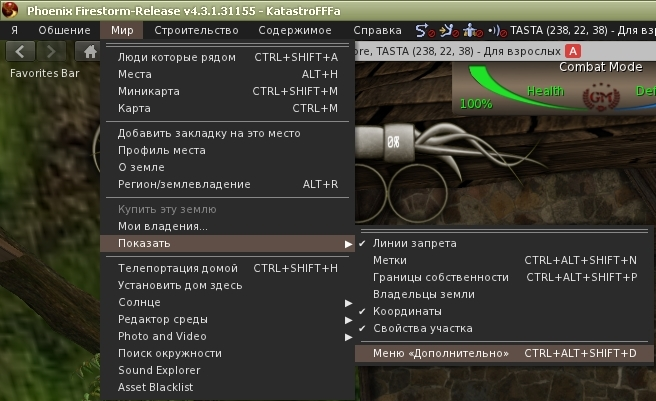 Phoenix Firestorm-Release v4.3.1.31155 - KatastroFFFa
Я Общение Мир Строительство Содержимое Справка TASTA (238, 22, 38) - Для взрос
ore, TASTA (238, 22, 38) - Для взрослых A
Favorites Bar
Combat Mode
100% Health GM Def
0%
Люди которые рядом CTRL+SHIFT+A
Места ALT+H
Миникарта CTRL+SHIFT+M
Карта CTRL+M
Добавить закладку на это место
Профиль места
О земле
Регион/землевладение ALT+R
Купить эту землю
Мои владения...
Показать
Телепортация домой CTRL+SHIFT+H
Установить дом здесь
Солнце
Редактор среды
Photo and Video
Поиск окружности
Sound Explorer
Asset Blacklist
✔ Линии запрета
Метки CTRL+ALT+SHIFT+N
Границы собственности CTRL+ALT+SHIFT+P
Владельцы земли
✔ Координаты
✔ Свойства участка
Меню «Дополнительно» CTRL+ALT+SHIFT+D